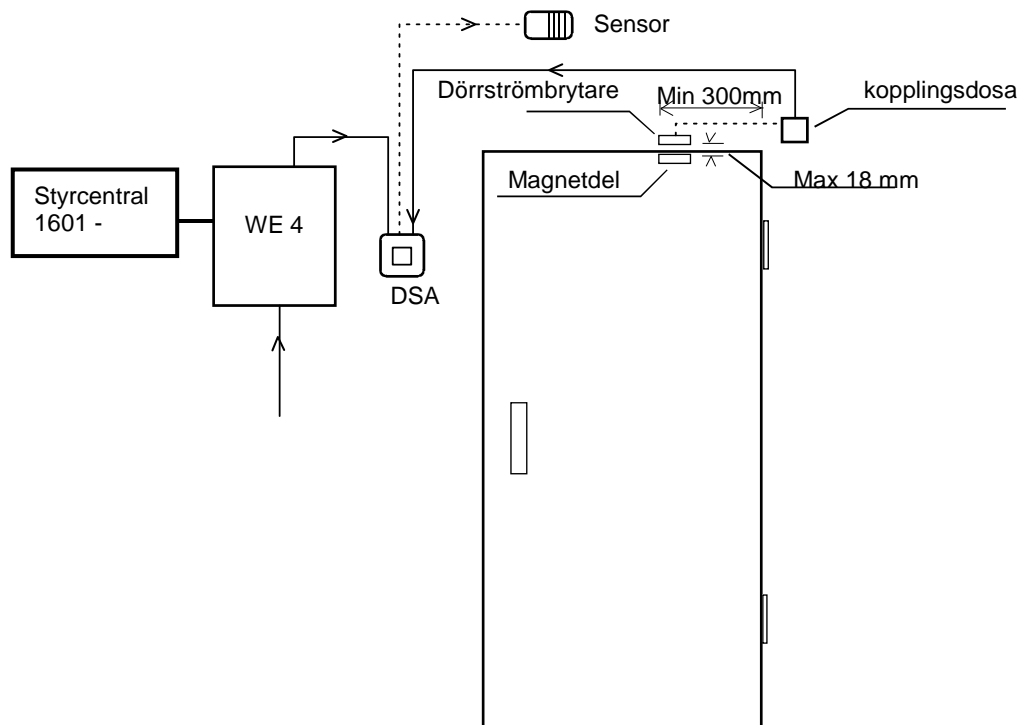 Sensor
Dörrströmbrytare
Min 300mm
kopplingsdosa
Styrcentral
1601 -
WE 4
Magnetdel
Max 18 mm
DSA